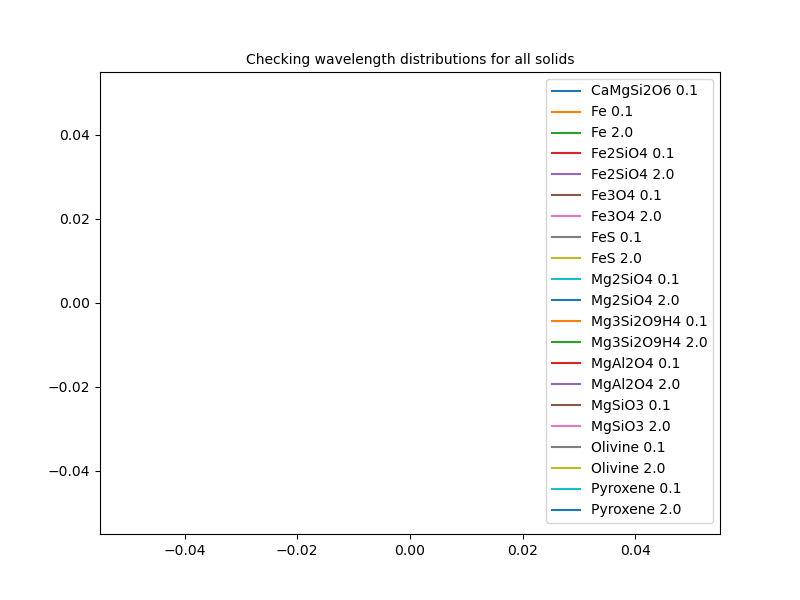 Checking wavelength distributions for all solids
CaMgSi2O6 0.1
Fe 0.1
Fe 2.0
Fe2SiO4 0.1
Fe2SiO4 2.0
Fe3O4 0.1
Fe3O4 2.0
FeS 0.1
FeS 2.0
Mg2SiO4 0.1
Mg2SiO4 2.0
Mg3Si2O9H4 0.1
Mg3Si2O9H4 2.0
MgAl2O4 0.1
MgAl2O4 2.0
MgSiO3 0.1
MgSiO3 2.0
Olivine 0.1
Olivine 2.0
Pyroxene 0.1
Pyroxene 2.0
0.04
0.02
0.00
−0.02
−0.04
−0.04
−0.02
0.00
0.02
0.04